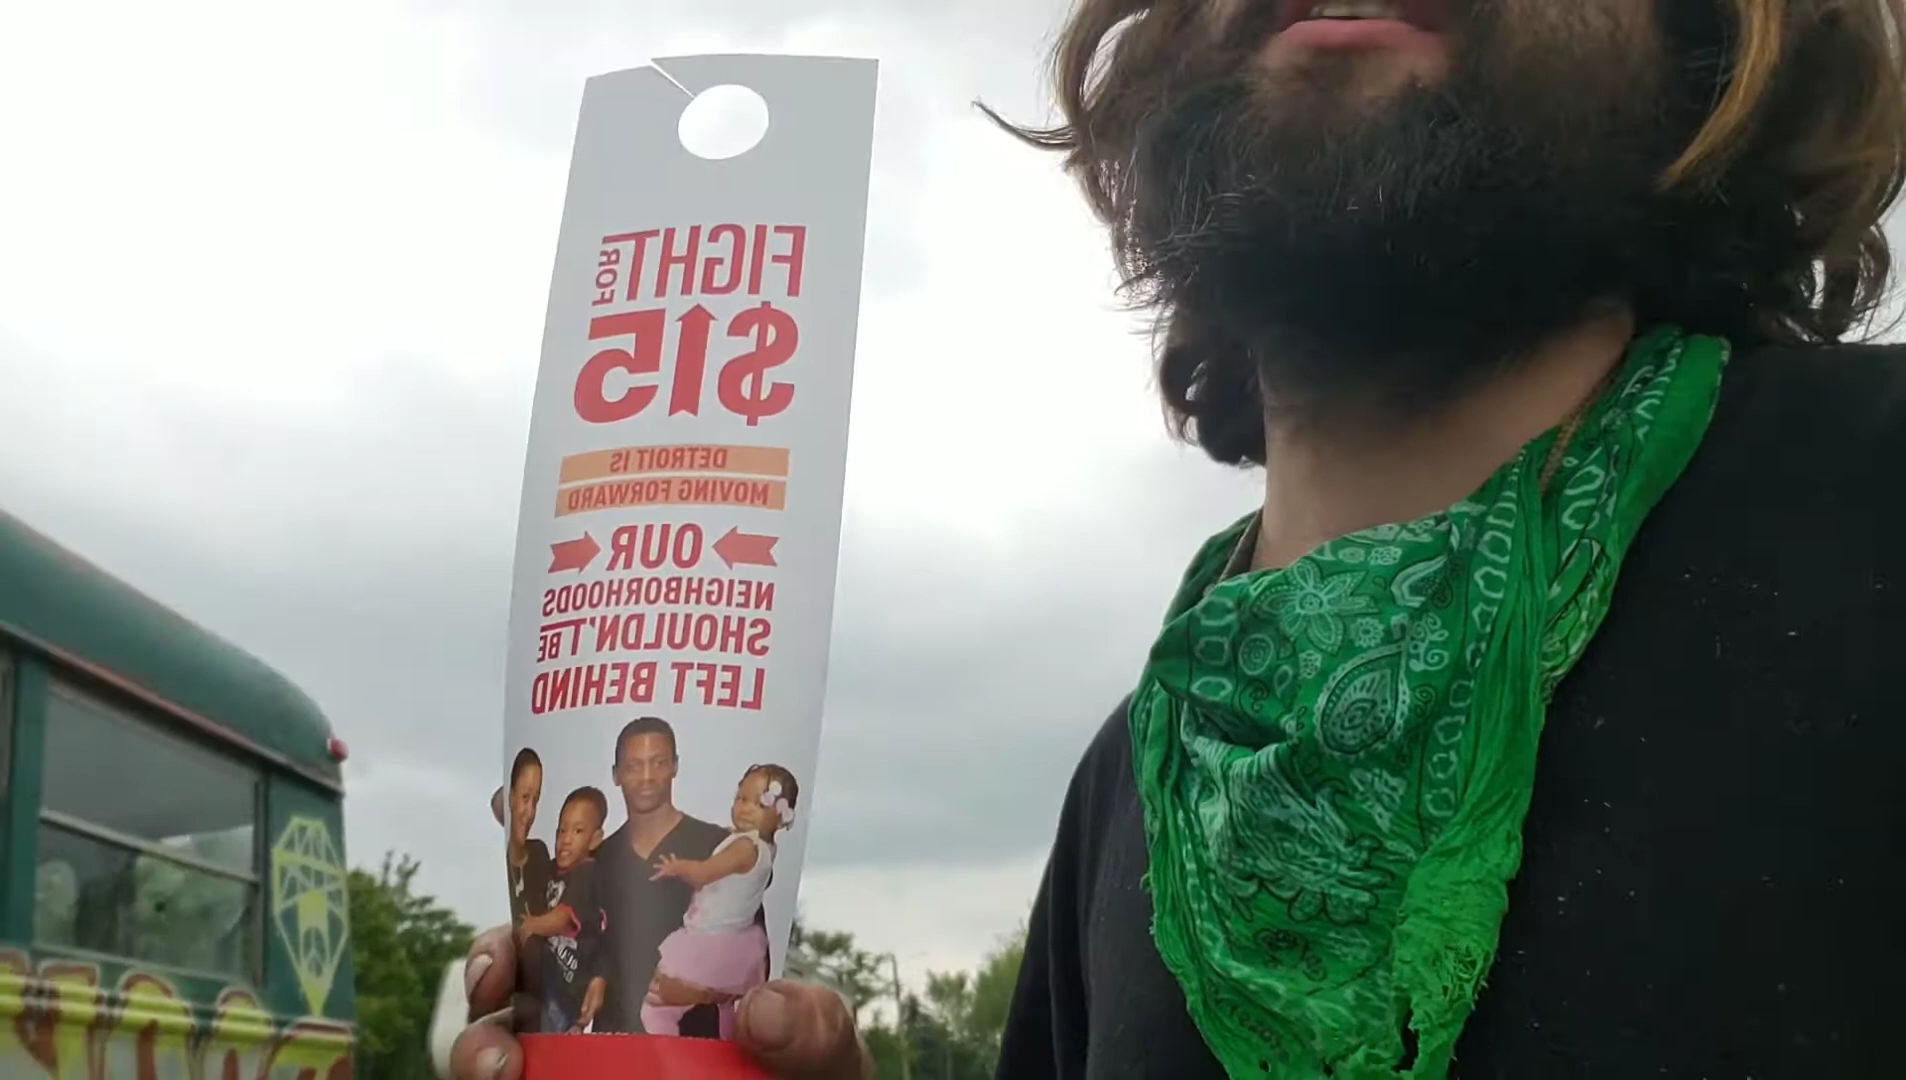 FIGHT FOR
$15
DETROIT IS
MOVING FORWARD
OUR
NEIGHBORHOODS
SHOULDN'T BE
LEFT BEHIND